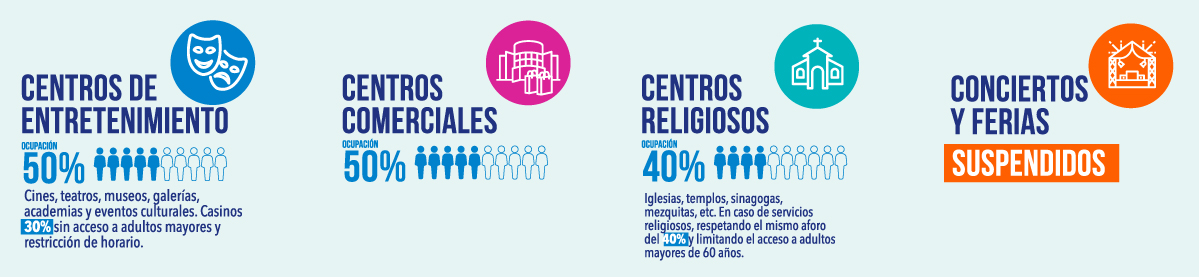 CENTROS DE
ENTRETENIMIENTO
OCUPACIÓN
50%
Cines, teatros, museos, galerías,
academias y eventos culturales. Casinos
30% sin acceso a adultos mayores y
restricción de horario.
CENTROS
COMERCIALES
OCUPACIÓN
50%
CENTROS
RELIGIOSOS
OCUPACIÓN
40%
Iglesias, templos, sinagogas,
mezquitas, etc. En caso de servicios
religiosos, respetando el mismo aforo
del 40% y limitando el acceso a adultos
mayores de 60 años.
CONCIERTOS
Y FERIAS
SUSPENDIDOS